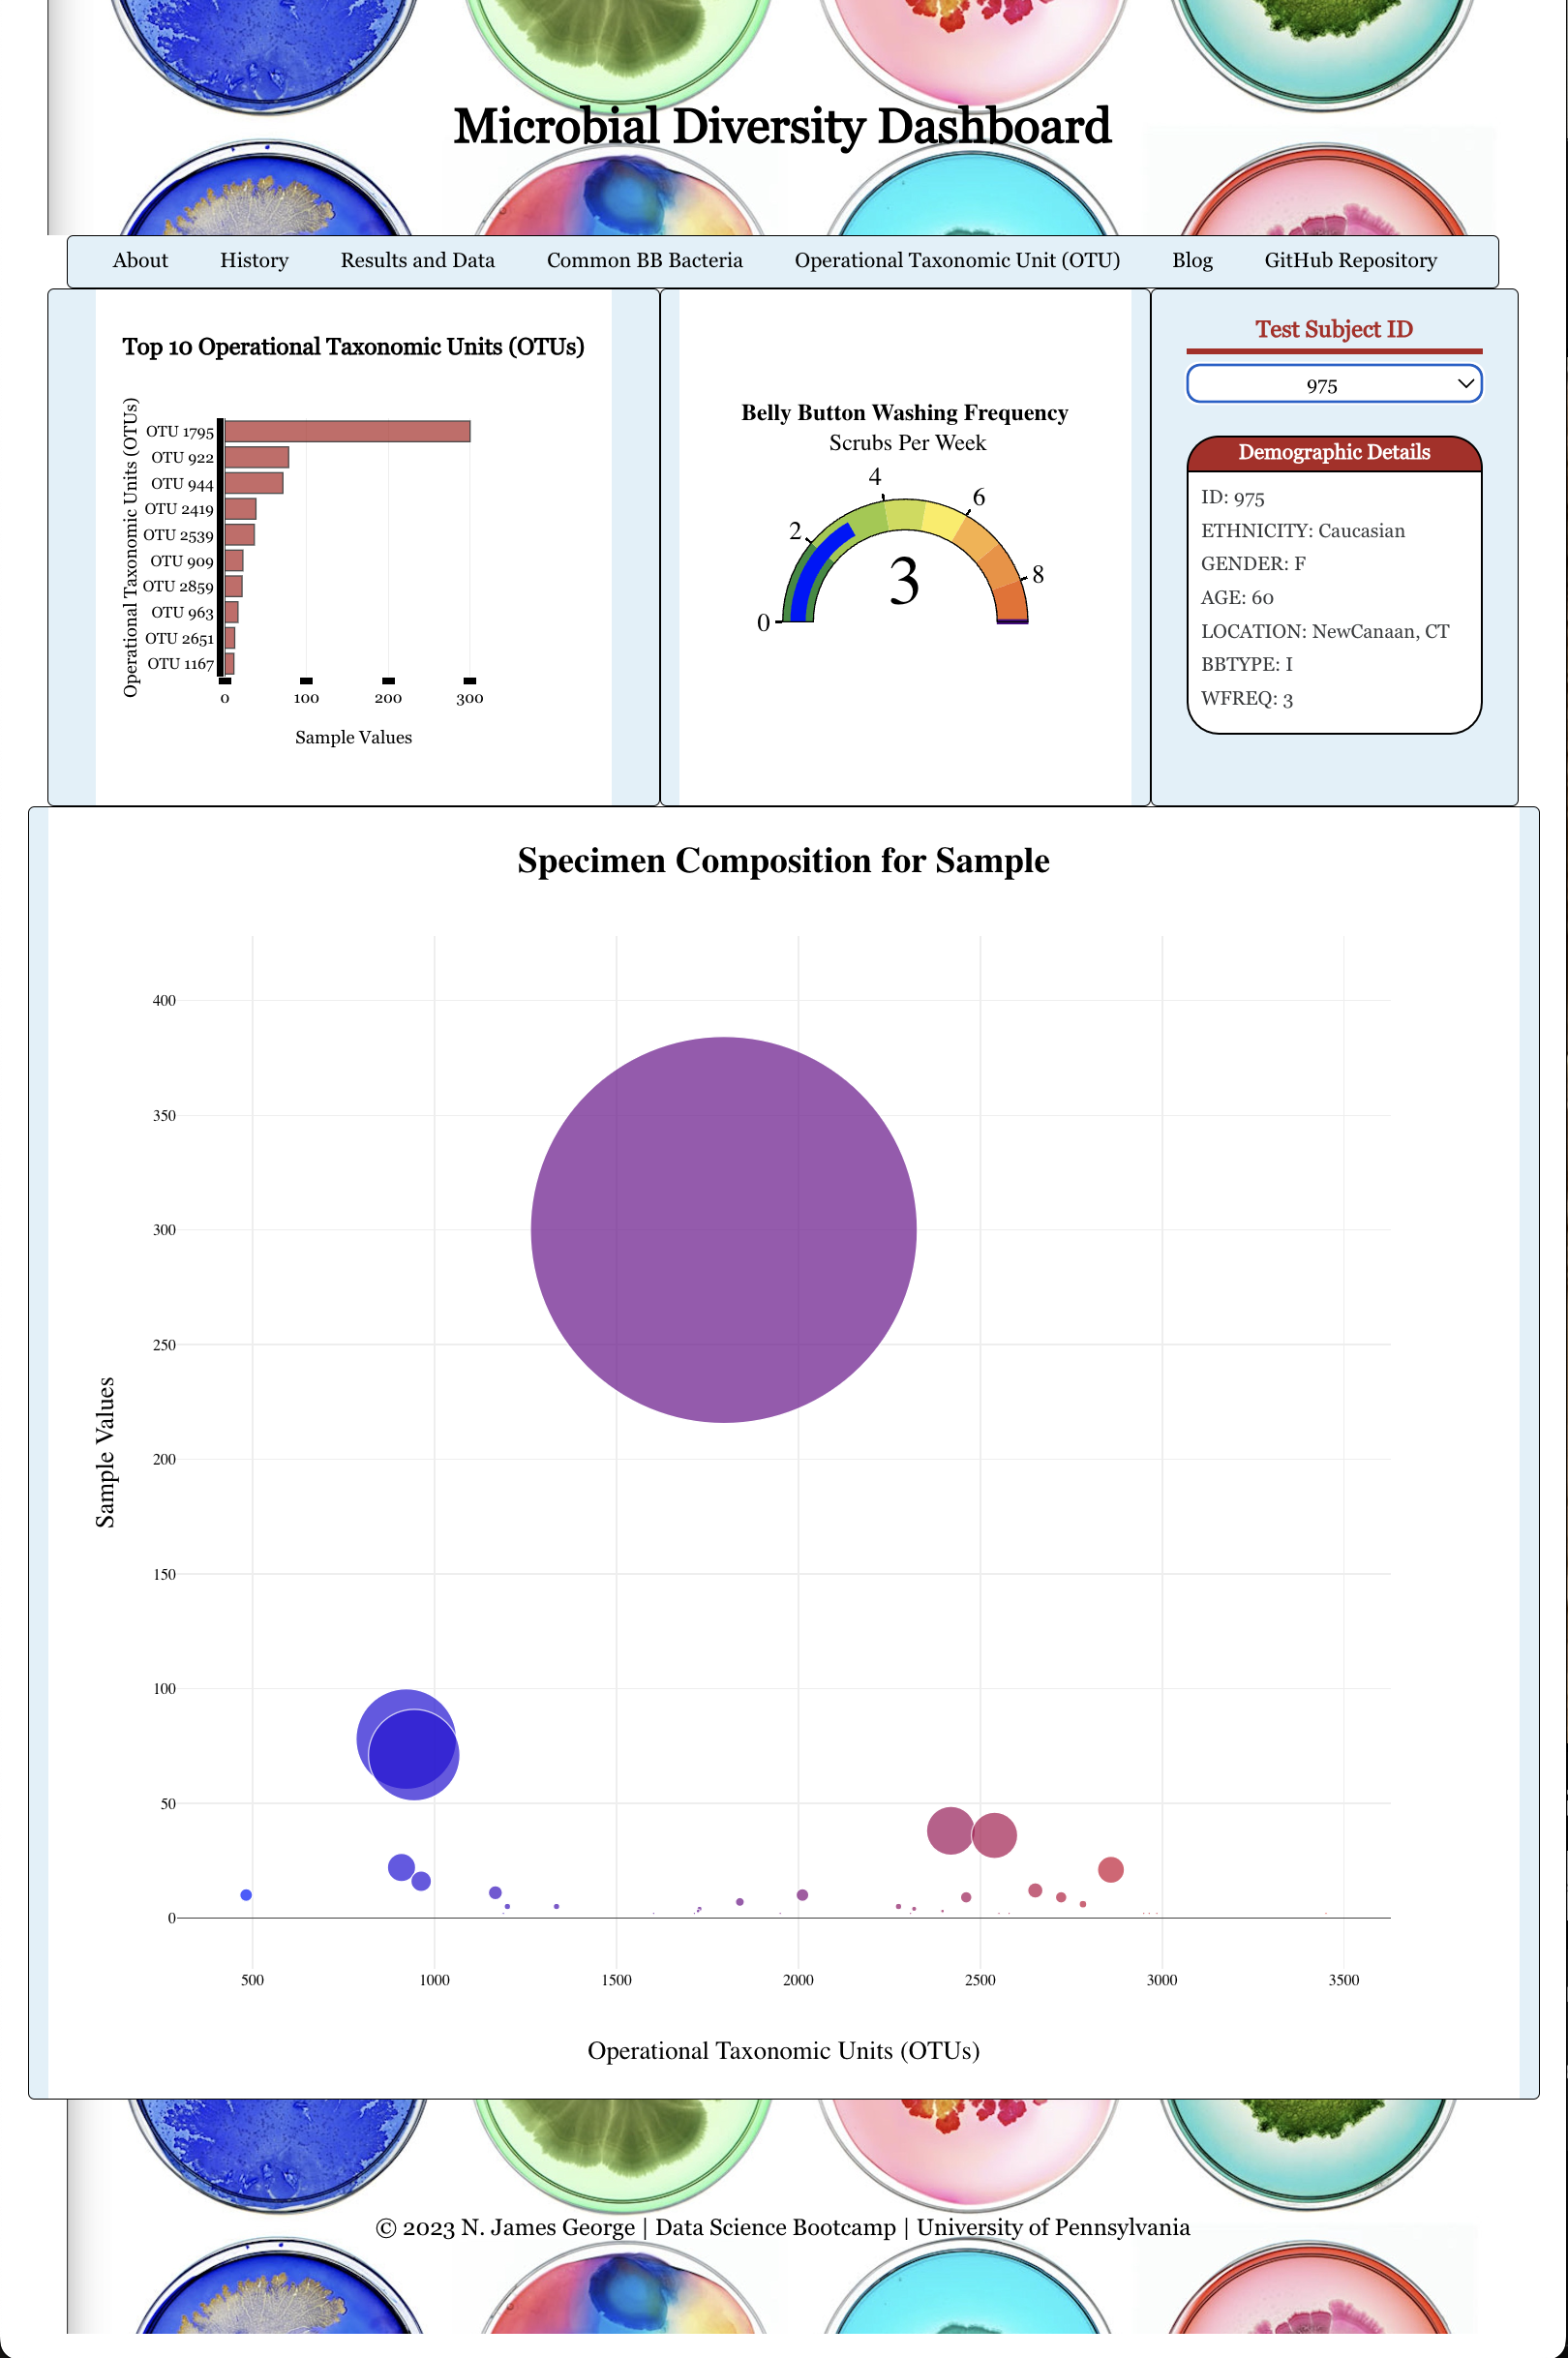 Microbial Diversity Dashboard
About History Results and Data Common BB Bacteria Operational Taxonomic Unit (OTU) Blog GitHub Repository
Top 10 Operational Taxonomic Units (OTUs)
Operational Taxonomic Units (OTUs)
OTU 1795
OTU 922
OTU 944
OTU 2419
OTU 2539
OTU 909
OTU 2859
OTU 963
OTU 2651
OTU 1167
0 100 200 300
Sample Values
Belly Button Washing Frequency
Scrubs Per Week
0 2 4 6 8
3
Test Subject ID
975
Demographic Details
ID: 975
ETHNICITY: Caucasian
GENDER: F
AGE: 60
LOCATION: NewCanaan, CT
BBTYPE: I
WFREQ: 3
Specimen Composition for Sample
Sample Values
400
350
300
250
200
150
100
50
0
500 1000 1500 2000 2500 3000 3500
Operational Taxonomic Units (OTUs)
© 2023 N. James George | Data Science Bootcamp | University of Pennsylvania